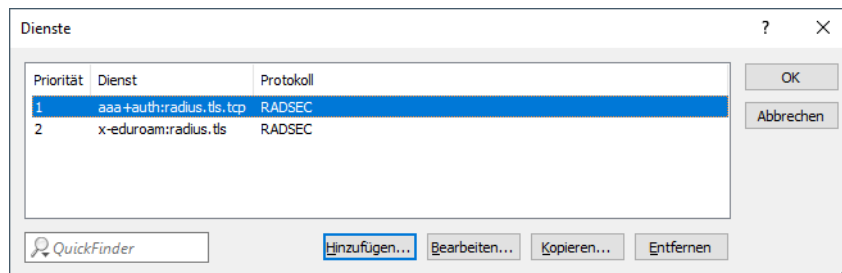 Dienste ?
Priorität Dienst Protokoll
1 aaa+auth:radius.tls.tcp RADSEC
2 x-eduroam:radius.tls RADSEC
OK
Abbrechen
QuickFinder Hinzufügen... Bearbeiten... Kopieren... Entfernen